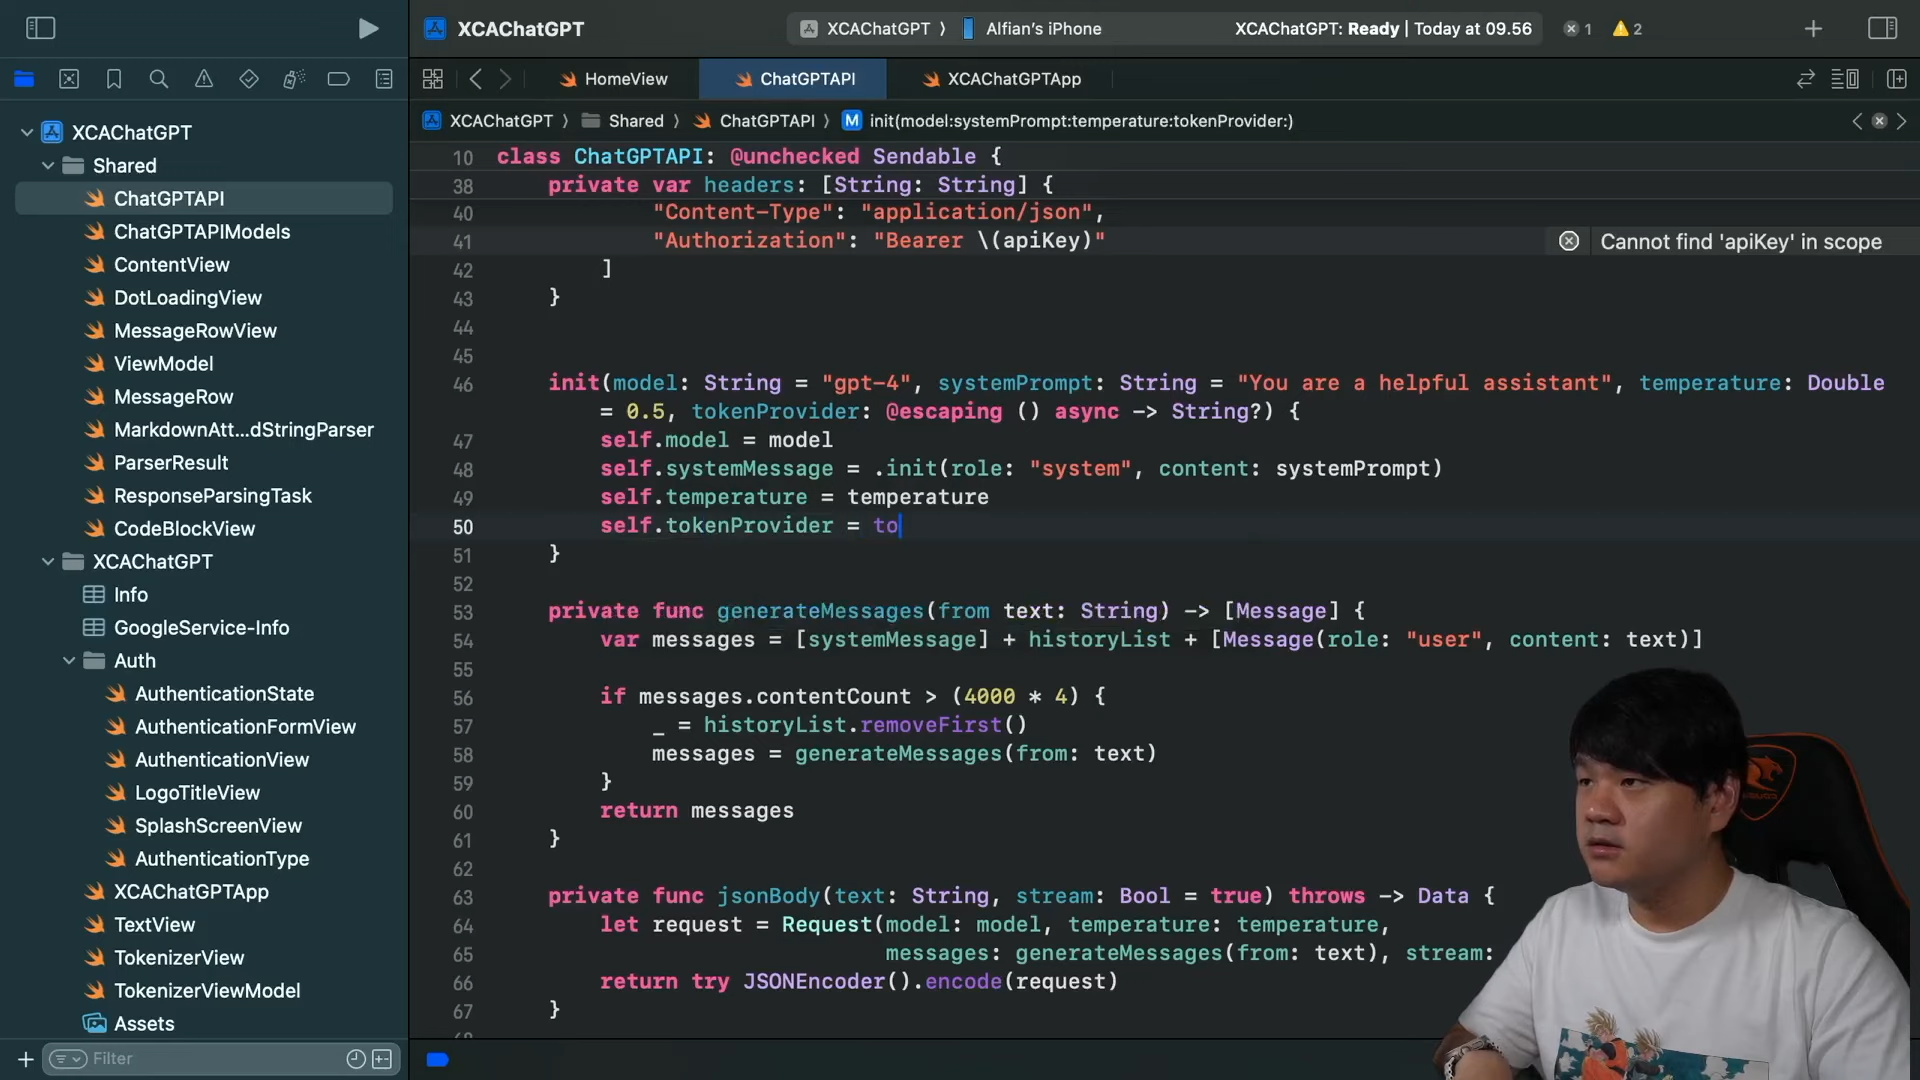 XCAChatGPT
XCAChatGPT 〉 Alfian's iPhone
XCAChatGPT: Ready | Today at 09.56
1
2
HomeView
ChatGPTAPI
XCAChatGPTApp
XCAChatGPT 〉 Shared 〉 ChatGPTAPI 〉 M init(model:systemPrompt:temperature:tokenProvider:)
XCAChatGPT
Shared
ChatGPTAPI
ChatGPTAPIModels
ContentView
DotLoadingView
MessageRowView
ViewModel
MessageRow
MarkdownAtt...dStringParser
ParserResult
ResponseParsingTask
CodeBlockView
XCAChatGPT
Info
GoogleService-Info
Auth
AuthenticationState
AuthenticationFormView
AuthenticationView
LogoTitleView
SplashScreenView
AuthenticationType
XCAChatGPTApp
TextView
TokenizerView
TokenizerViewModel
Assets
Filter
10 class ChatGPTAPI: @unchecked Sendable {
38 private var headers: [String: String] {
40 "Content-Type": "application/json",
41 "Authorization": "Bearer \(apiKey)"
Cannot find 'apiKey' in scope
42 ]
43 }
44
45
46 init(model: String = "gpt-4", systemPrompt: String = "You are a helpful assistant", temperature: Double
= 0.5, tokenProvider: @escaping () async -> String?) {
47 self.model = model
48 self.systemMessage = .init(role: "system", content: systemPrompt)
49 self.temperature = temperature
50 self.tokenProvider = to
51 }
52
53 private func generateMessages(from text: String) -> [Message] {
54 var messages = [systemMessage] + historyList + [Message(role: "user", content: text)]
55
56 if messages.contentCount > (4000 * 4) {
57 _ = historyList.removeFirst()
58 messages = generateMessages(from: text)
59 }
60 return messages
61 }
62
63 private func jsonBody(text: String, stream: Bool = true) throws -> Data {
64 let request = Request(model: model, temperature: temperature,
65 messages: generateMessages(from: text), stream:
66 return try JSONEncoder().encode(request)
67 }